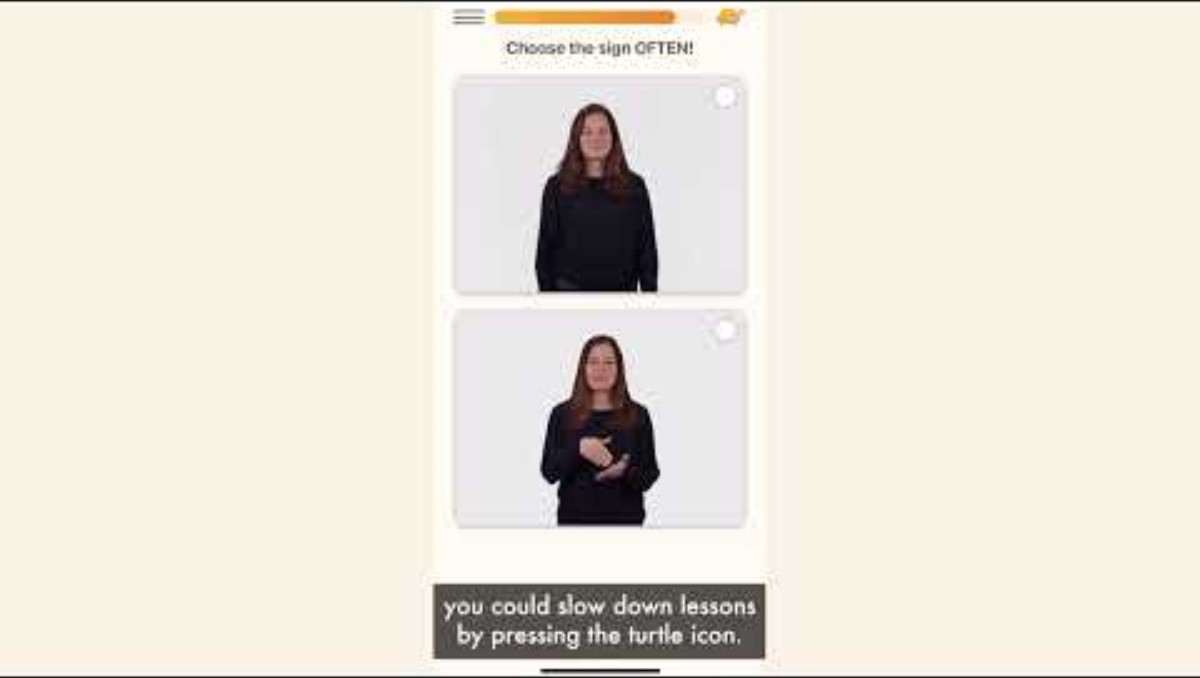 Choose the sign OFTEN!
you could slow down lessons
by pressing the turtle icon.